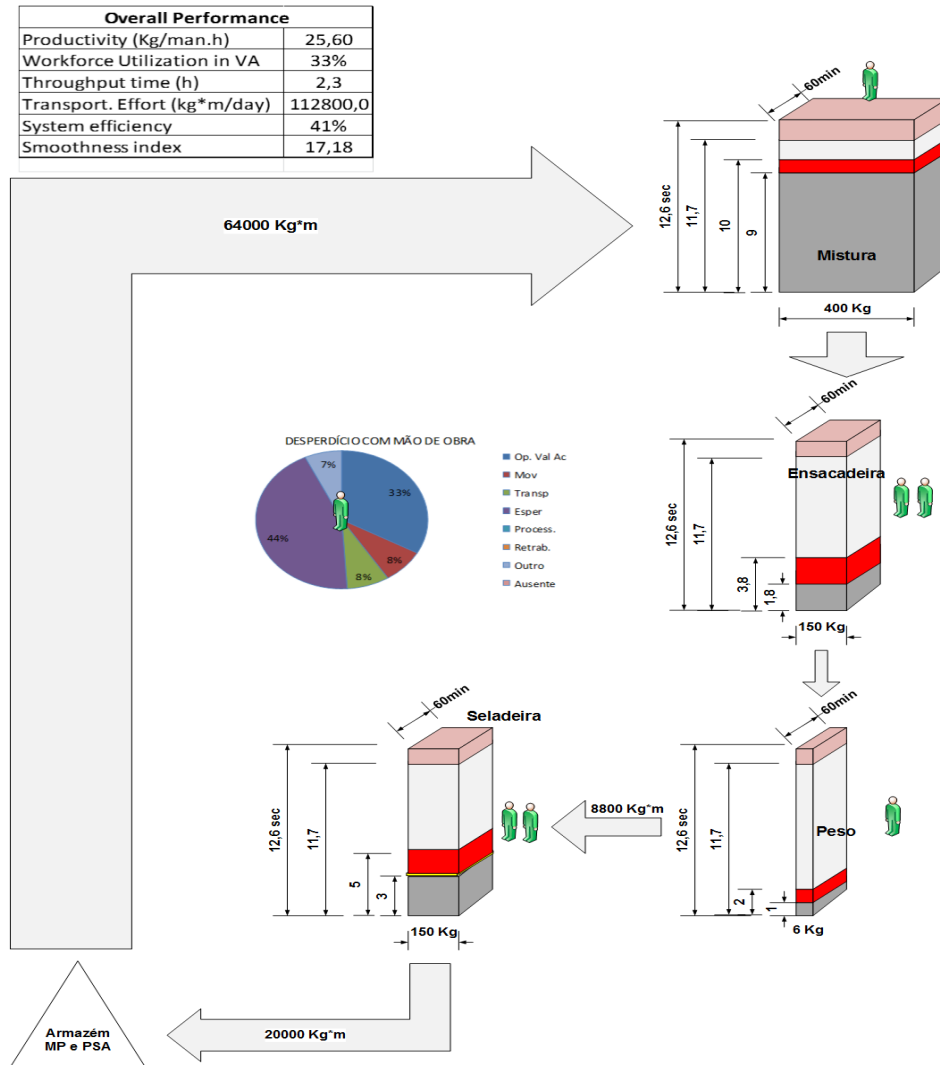 Overall Performance
Productivity (Kg/man.h) 25,60
Workforce Utilization in VA 33%
Throughput time (h) 2,3
Transport. Effort (kg*m/day) 112800,0
System efficiency 41%
Smoothness index 17,18
64000 Kg*m
60min
12,6 sec
11,7
10
9
Mistura
400 Kg
60min
Ensacadeira
12,6 sec
11,7
3,8
1,8
150 Kg
DESPERDÍCIO COM MÃO DE OBRA
7%
33%
44%
8%
8%
Op. Val Ac
Mov
Transp
Esper
Process.
Retrab.
Outro
Ausente
60min
Seladeira
12,6 sec
11,7
5
3
150 Kg
8800 Kg*m
60min
12,6 sec
11,7
Peso
2
1
6 Kg
20000 Kg*m
Armazém
MP e PSA